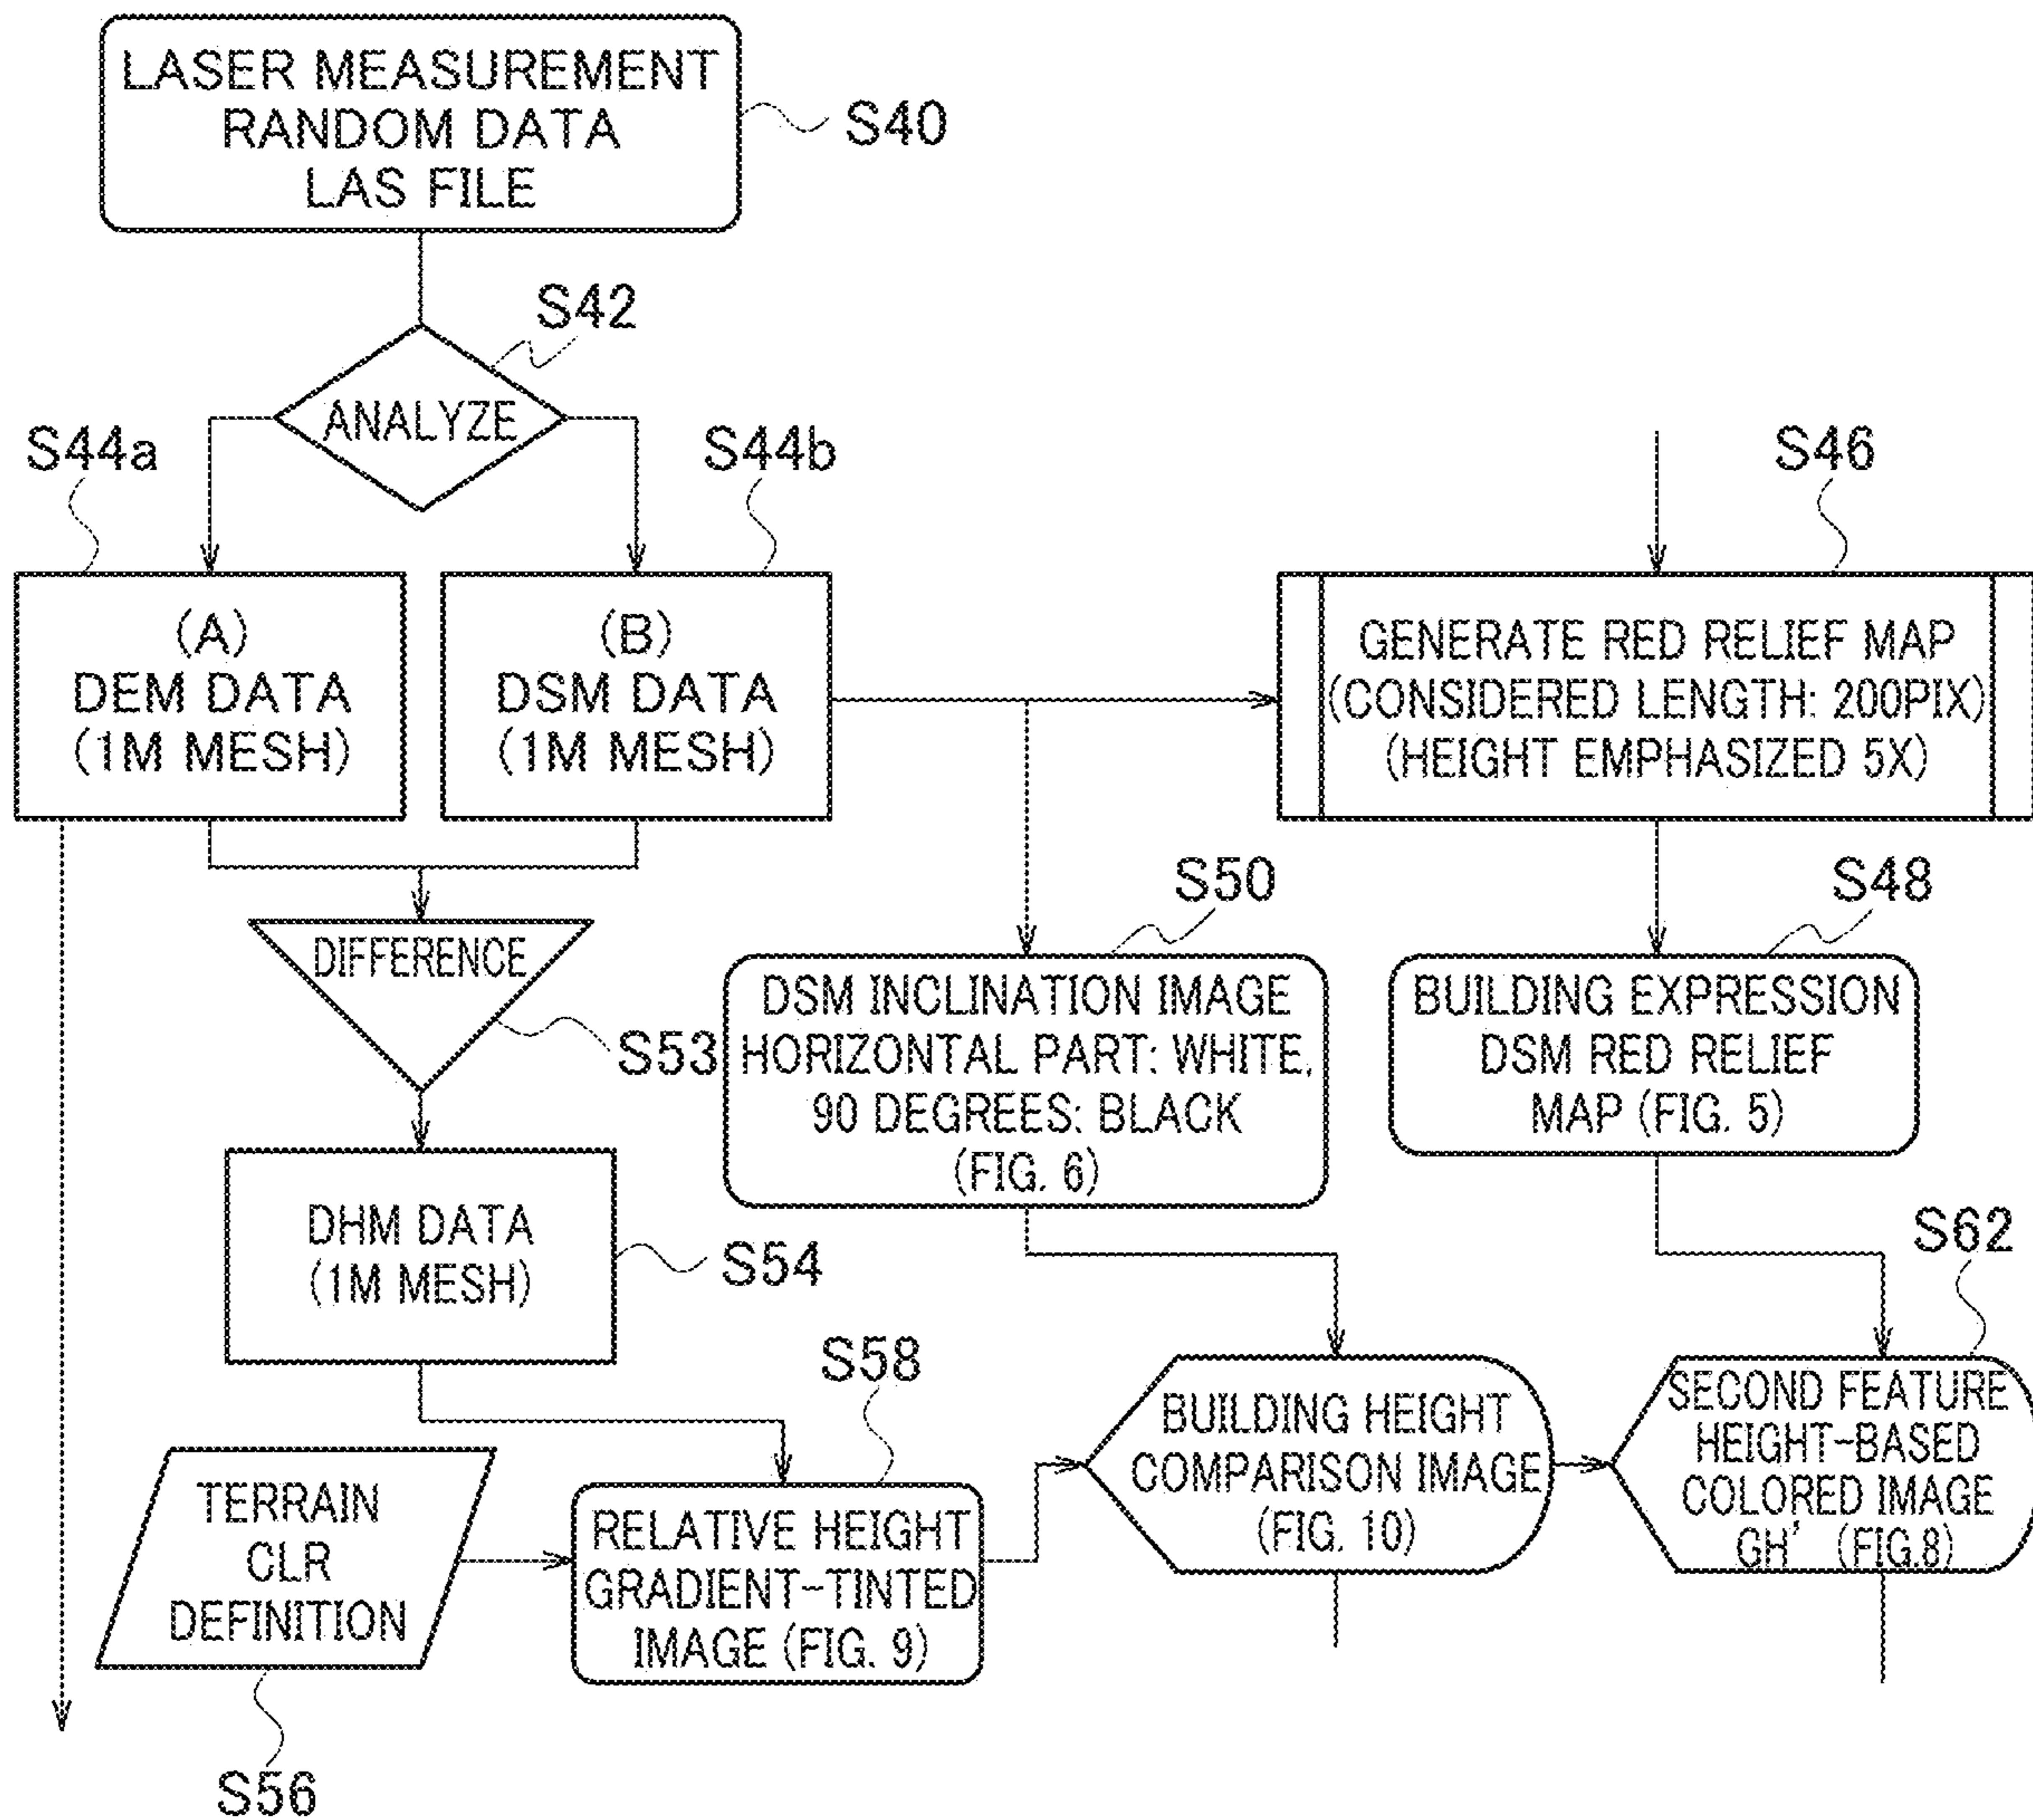 LASER MEASUREMENT
RANDOM DATA
LAS FILE
S40
S42
ANALYZE
S44a
S44b
S46
(A)
DEM DATA
(1M MESH)
(B)
DSM DATA
(1M MESH)
GENERATE RED RELIEF MAP
(CONSIDERED LENGTH: 200PIX)
(HEIGHT EMPHASIZED 5X)
DIFFERENCE
S53
S50
S48
DSM INCLINATION IMAGE
HORIZONTAL PART: WHITE,
90 DEGREES: BLACK
(FIG. 6)
BUILDING EXPRESSION
DSM RED RELIEF
MAP (FIG. 5)
DHM DATA
(1M MESH)
S54
S58
S62
TERRAIN
CLR
DEFINITION
S56
RELATIVE HEIGHT
GRADIENT-TINTED
IMAGE (FIG. 9)
BUILDING HEIGHT
COMPARISON IMAGE
(FIG. 10)
SECOND FEATURE
HEIGHT-BASED
COLORED IMAGE
GH' (FIG.8)